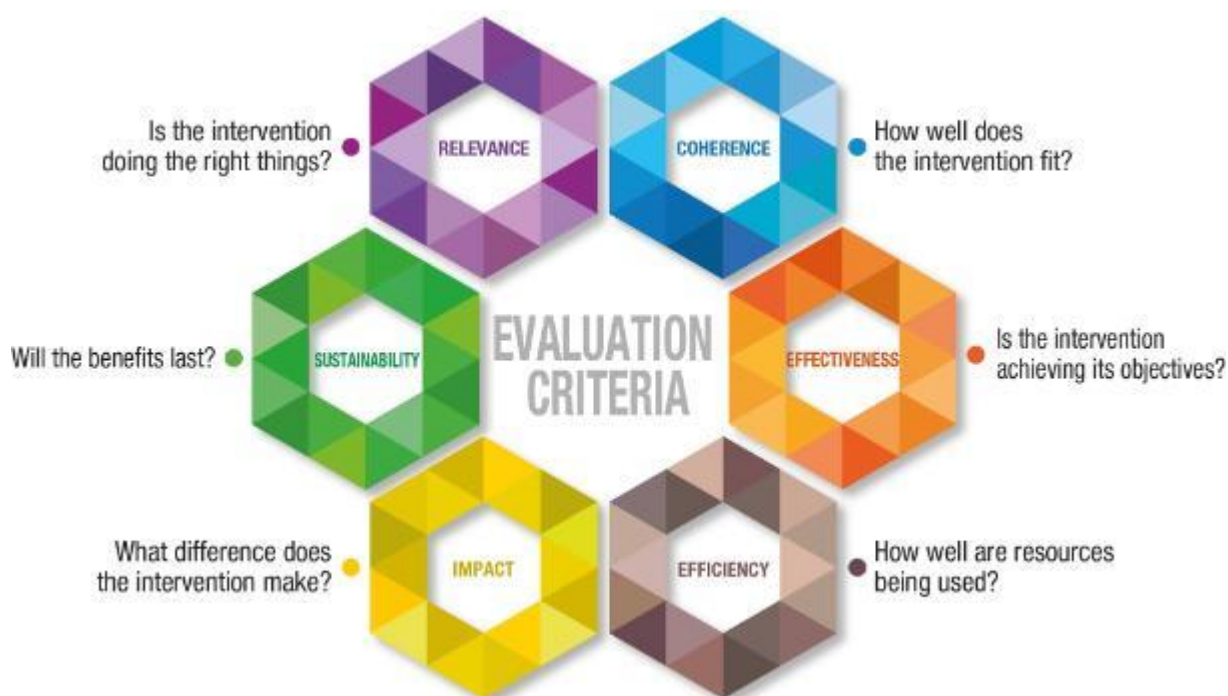 Is the intervention
doing the right things?
RELEVANCE
COHERENCE
How well does
the intervention fit?
Will the benefits last?
SUSTAINABILITY
EVALUATION
CRITERIA
EFFECTIVENESS
Is the intervention
achieving its objectives?
What difference does
the intervention make?
IMPACT
EFFICIENCY
How well are resources
being used?